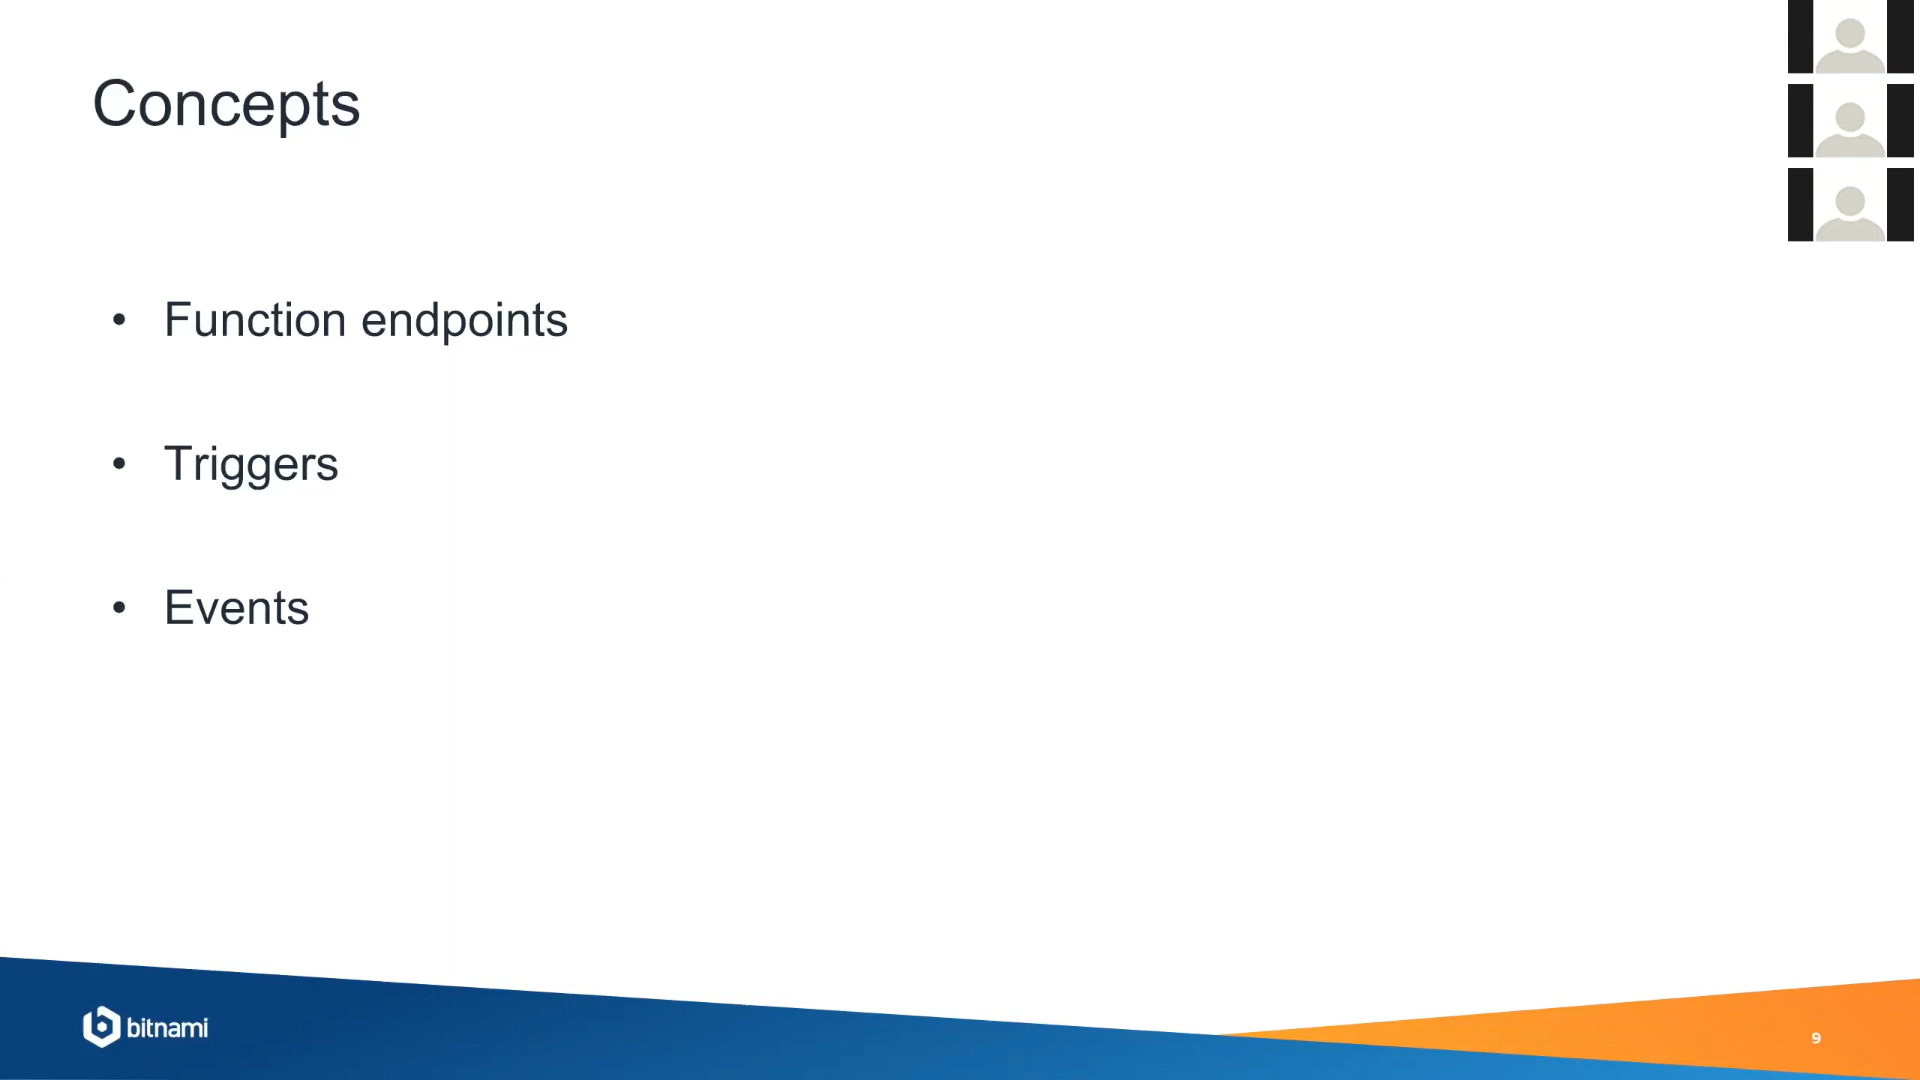 Concepts
• Function endpoints
• Triggers
• Events
bitnami
9